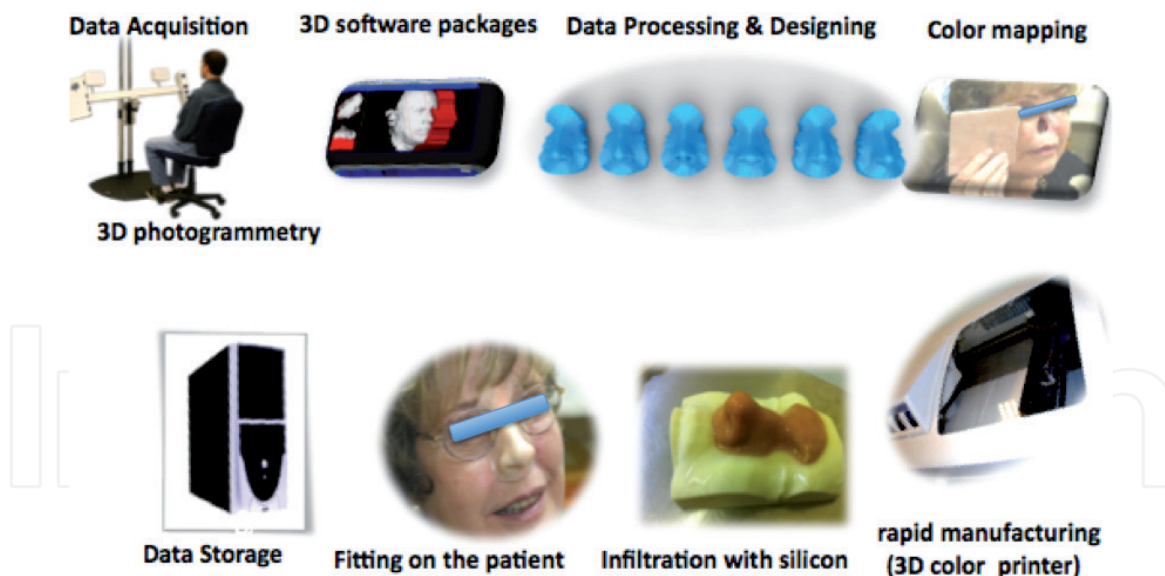 Data Acquisition
3D software packages
Data Processing & Designing
Color mapping
3D photogrammetry
Data Storage
Fitting on the patient
Infiltration with silicon
rapid manufacturing
(3D color printer)